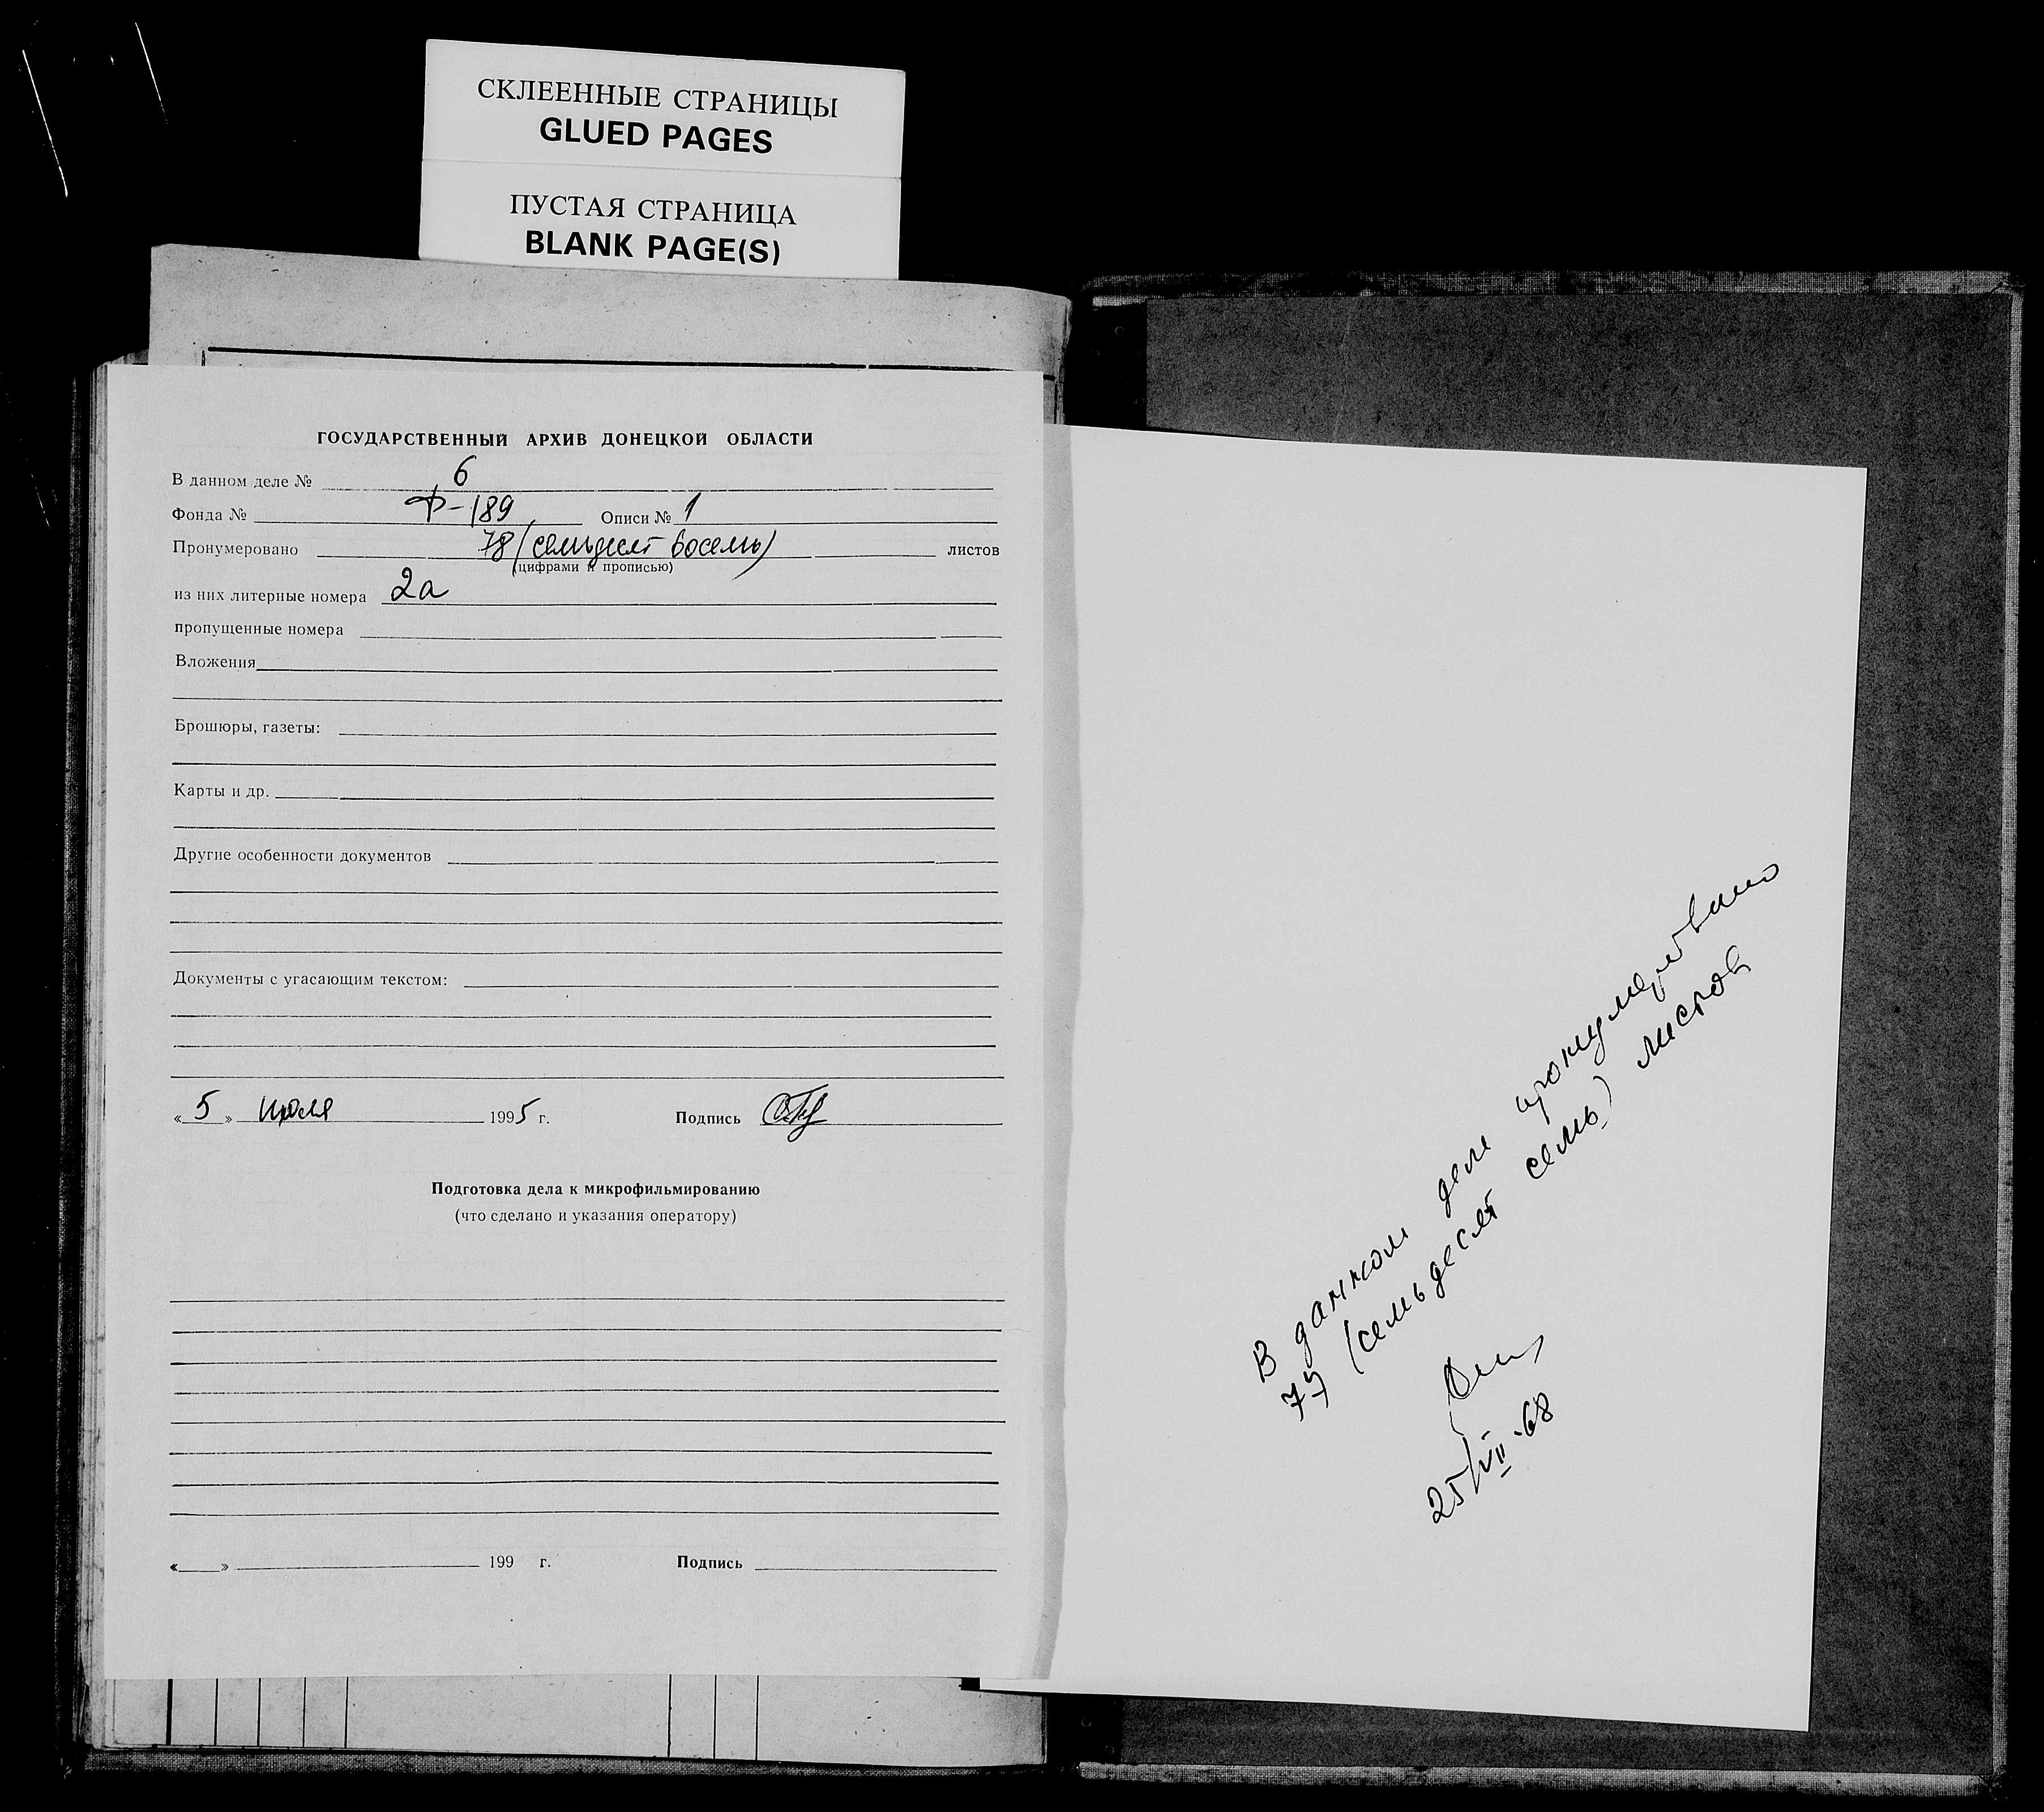 СКЛЕЕННЫЕ СТРАНИЦЫ
GLUED PAGES
ПУСТАЯ СТРАНИЦА
BLANK PAGE(S)
ГОСУДАРСТВЕННЫЙ АРХИВ ДОНЕЦКОЙ ОБЛАСТИ
В данном деле № 6
Фонда № Ф-189 Описи № 1
Пронумеровано 78 (семьдесят восемь) листов
(цифрами и прописью)
из них литерные номера 2а
пропущенные номера
Вложения
Брошюры, газеты:
Карты и др.
Другие особенности документов
Документы с угасающим текстом:
«5» июля 1995 г. Подпись
Подготовка дела к микрофильмированию
(что сделано и указания оператору)
«___» 199 г. Подпись
В данном деле пронумеровано
77 (семьдесят семь) листов
25/VII-68